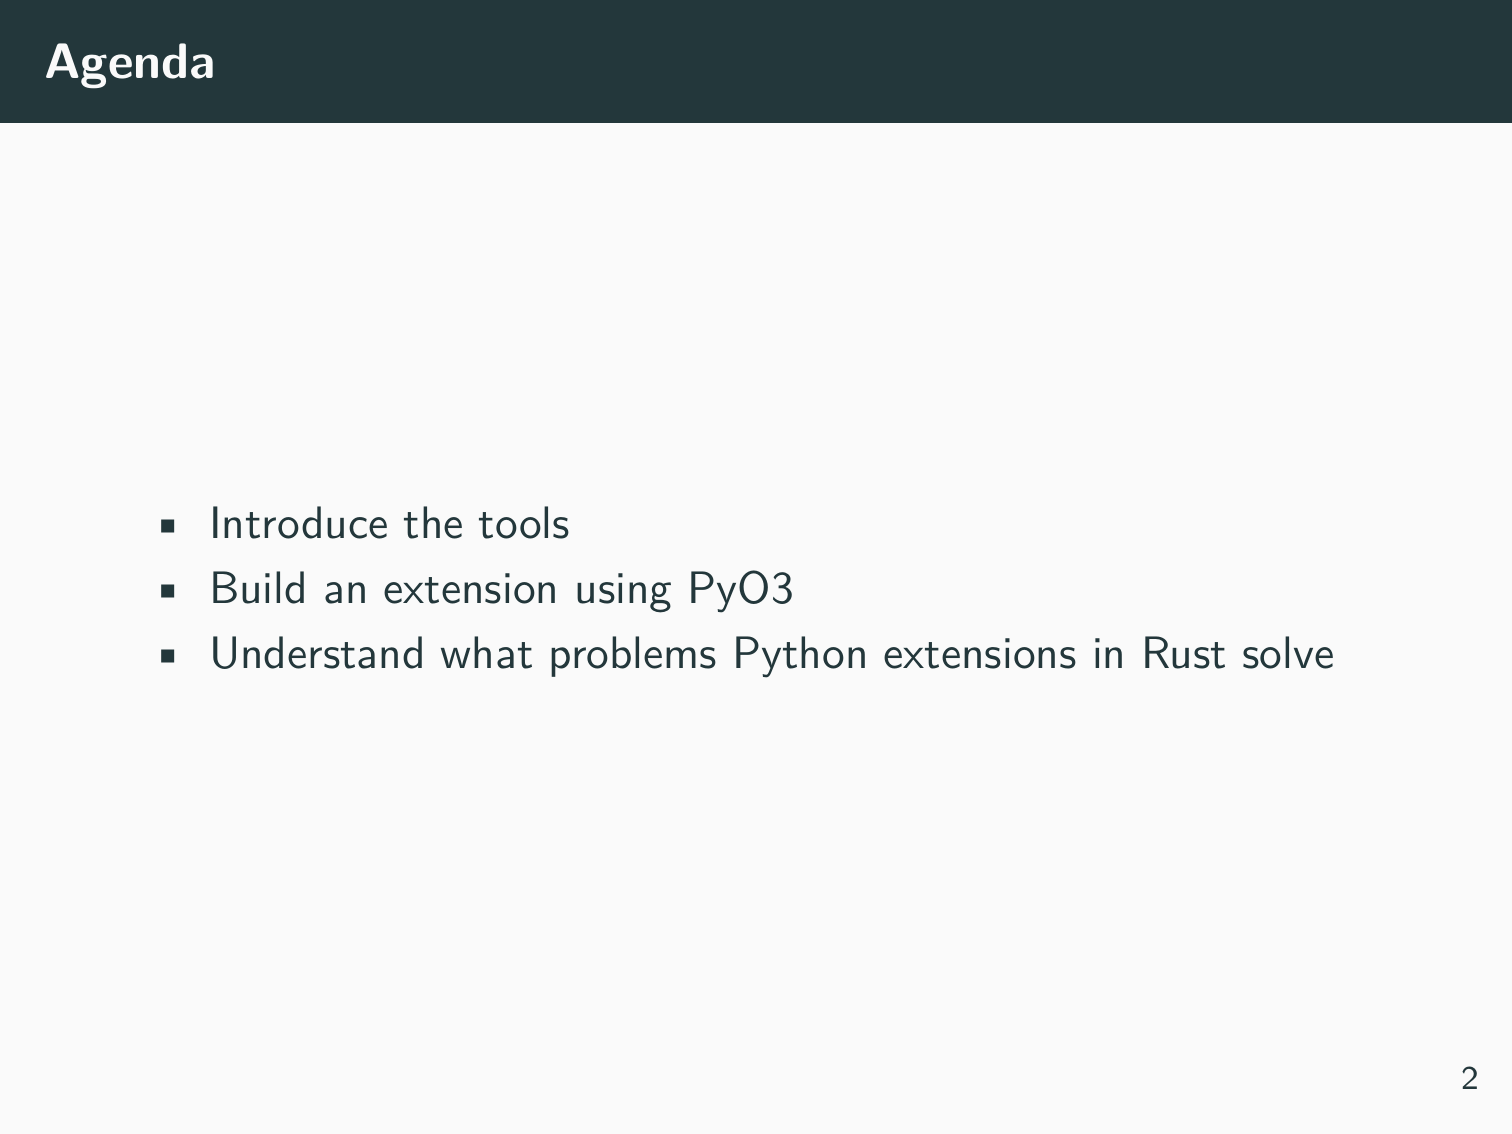 Agenda
▪ Introduce the tools
▪ Build an extension using PyO3
▪ Understand what problems Python extensions in Rust solve
2